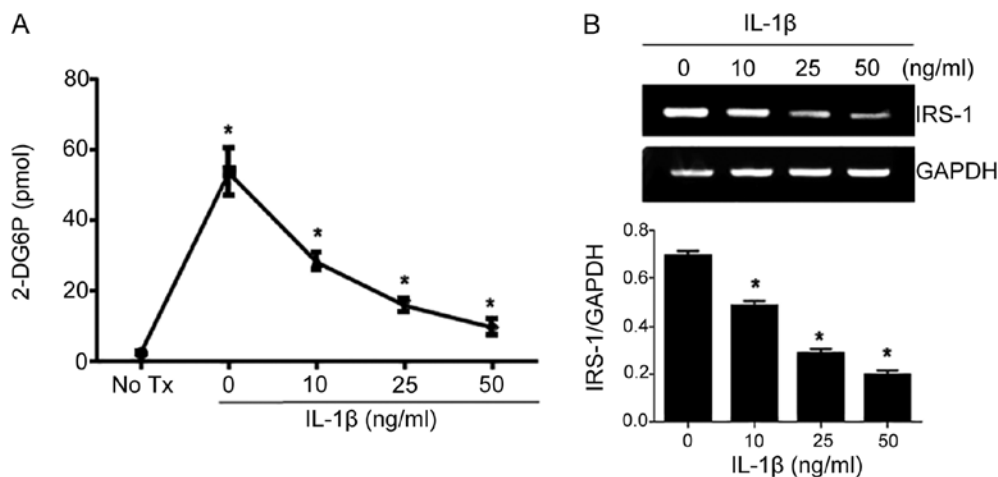 A
2-DG6P (pmol)
80
60
40
20
0
*
*
*
*
No Tx 0 10 25 50
IL-1β (ng/ml)
B
IL-1β
0 10 25 50 (ng/ml)
IRS-1
GAPDH
IRS-1/GAPDH
0.8
0.6
0.4
0.2
0.0
*
*
*
0 10 25 50
IL-1β (ng/ml)